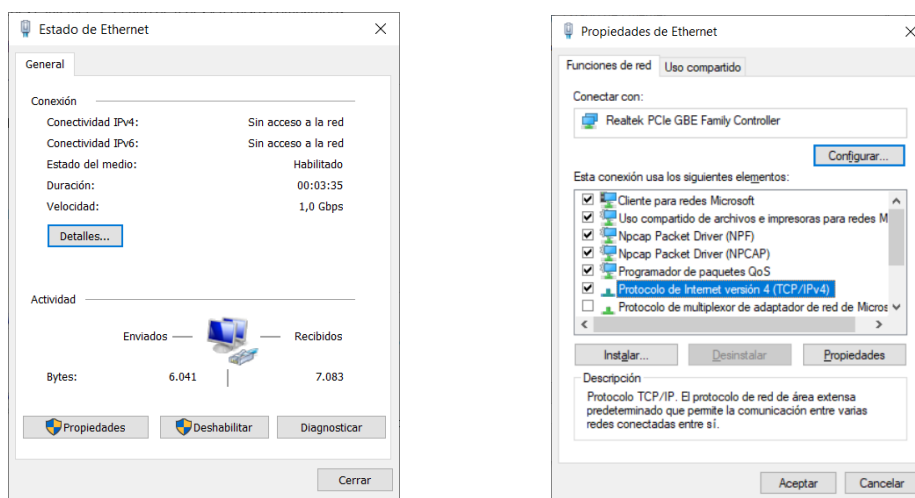 Estado de Ethernet
General
Conexión
Conectividad IPv4: Sin acceso a la red
Conectividad IPv6: Sin acceso a la red
Estado del medio: Habilitado
Duración: 00:03:35
Velocidad: 1,0 Gbps
Detalles...
Actividad
Enviados Recibidos
Bytes: 6.041 7.083
Propiedades Deshabilitar Diagnosticar
Cerrar
Propiedades de Ethernet
Funciones de red Uso compartido
Conectar con:
Realtek PCIe GBE Family Controller
Configurar...
Esta conexión usa los siguientes elementos:
Cliente para redes Microsoft
Uso compartido de archivos e impresoras para redes M
Npcap Packet Driver (NPF)
Npcap Packet Driver (NPCAP)
Programador de paquetes QoS
Protocolo de Internet versión 4 (TCP/IPv4)
Protocolo de multiplexor de adaptador de red de Micros
Instalar... Desinstalar Propiedades
Descripción
Protocolo TCP/IP. El protocolo de red de área extensa
predeterminado que permite la comunicación entre varias
redes conectadas entre sí.
Aceptar Cancelar